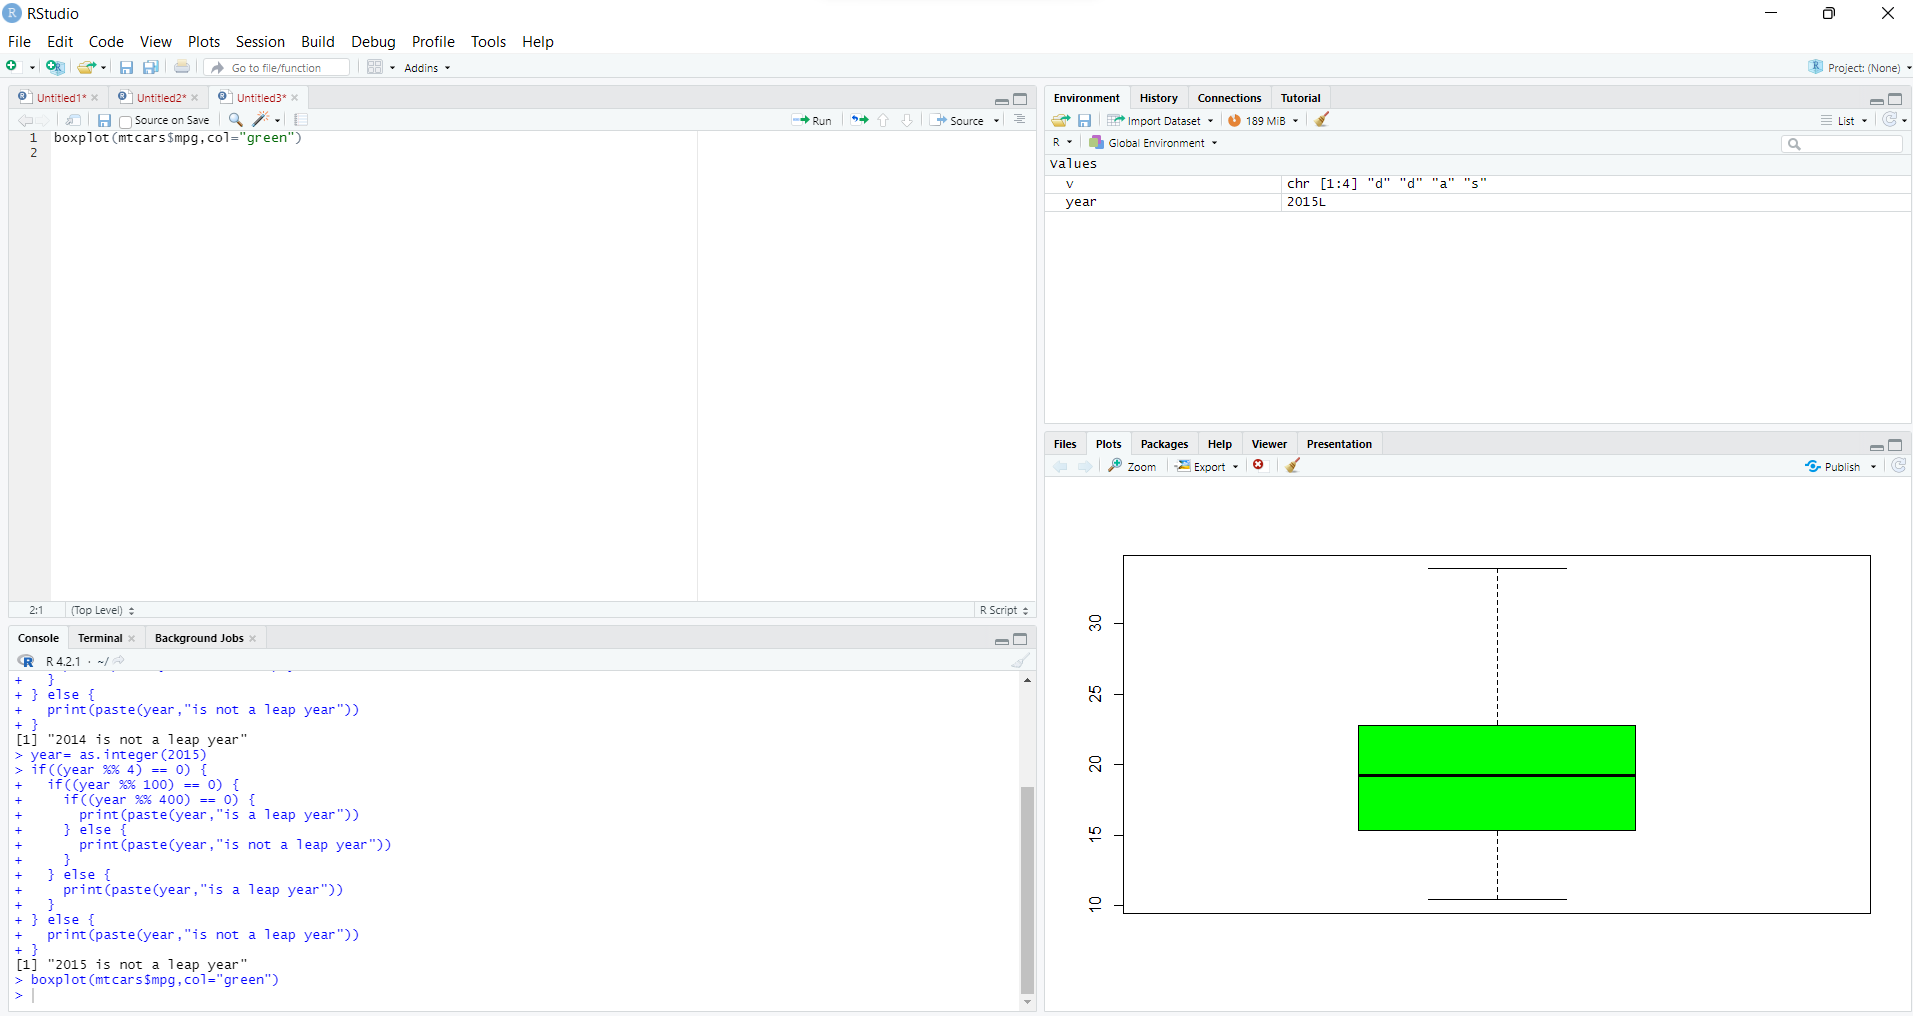 RStudio
File Edit Code View Plots Session Build Debug Profile Tools Help
Go to file/function Addins Project: (None)
Untitled1* Untitled2* Untitled3*
Source on Save Run Source
1 boxplot(mtcars$mpg,col="green")
2
2:1 (Top Level) R Script
Console Terminal Background Jobs
R 4.2.1 · ~/
+   }
+ } else {
+   print(paste(year,"is not a leap year"))
+ }
[1] "2014 is not a leap year"
> year= as.integer(2015)
> if((year %% 4) == 0) {
+   if((year %% 100) == 0) {
+     if((year %% 400) == 0) {
+       print(paste(year,"is a leap year"))
+     } else {
+       print(paste(year,"is not a leap year"))
+     }
+   } else {
+     print(paste(year,"is a leap year"))
+   }
+ } else {
+   print(paste(year,"is not a leap year"))
+ }
[1] "2015 is not a leap year"
> boxplot(mtcars$mpg,col="green")
>
Environment History Connections Tutorial
Import Dataset 189 MiB List
R Global Environment
Values
v chr [1:4] "d" "d" "a" "s"
year 2015L
Files Plots Packages Help Viewer Presentation
Zoom Export Publish
30
25
20
15
10